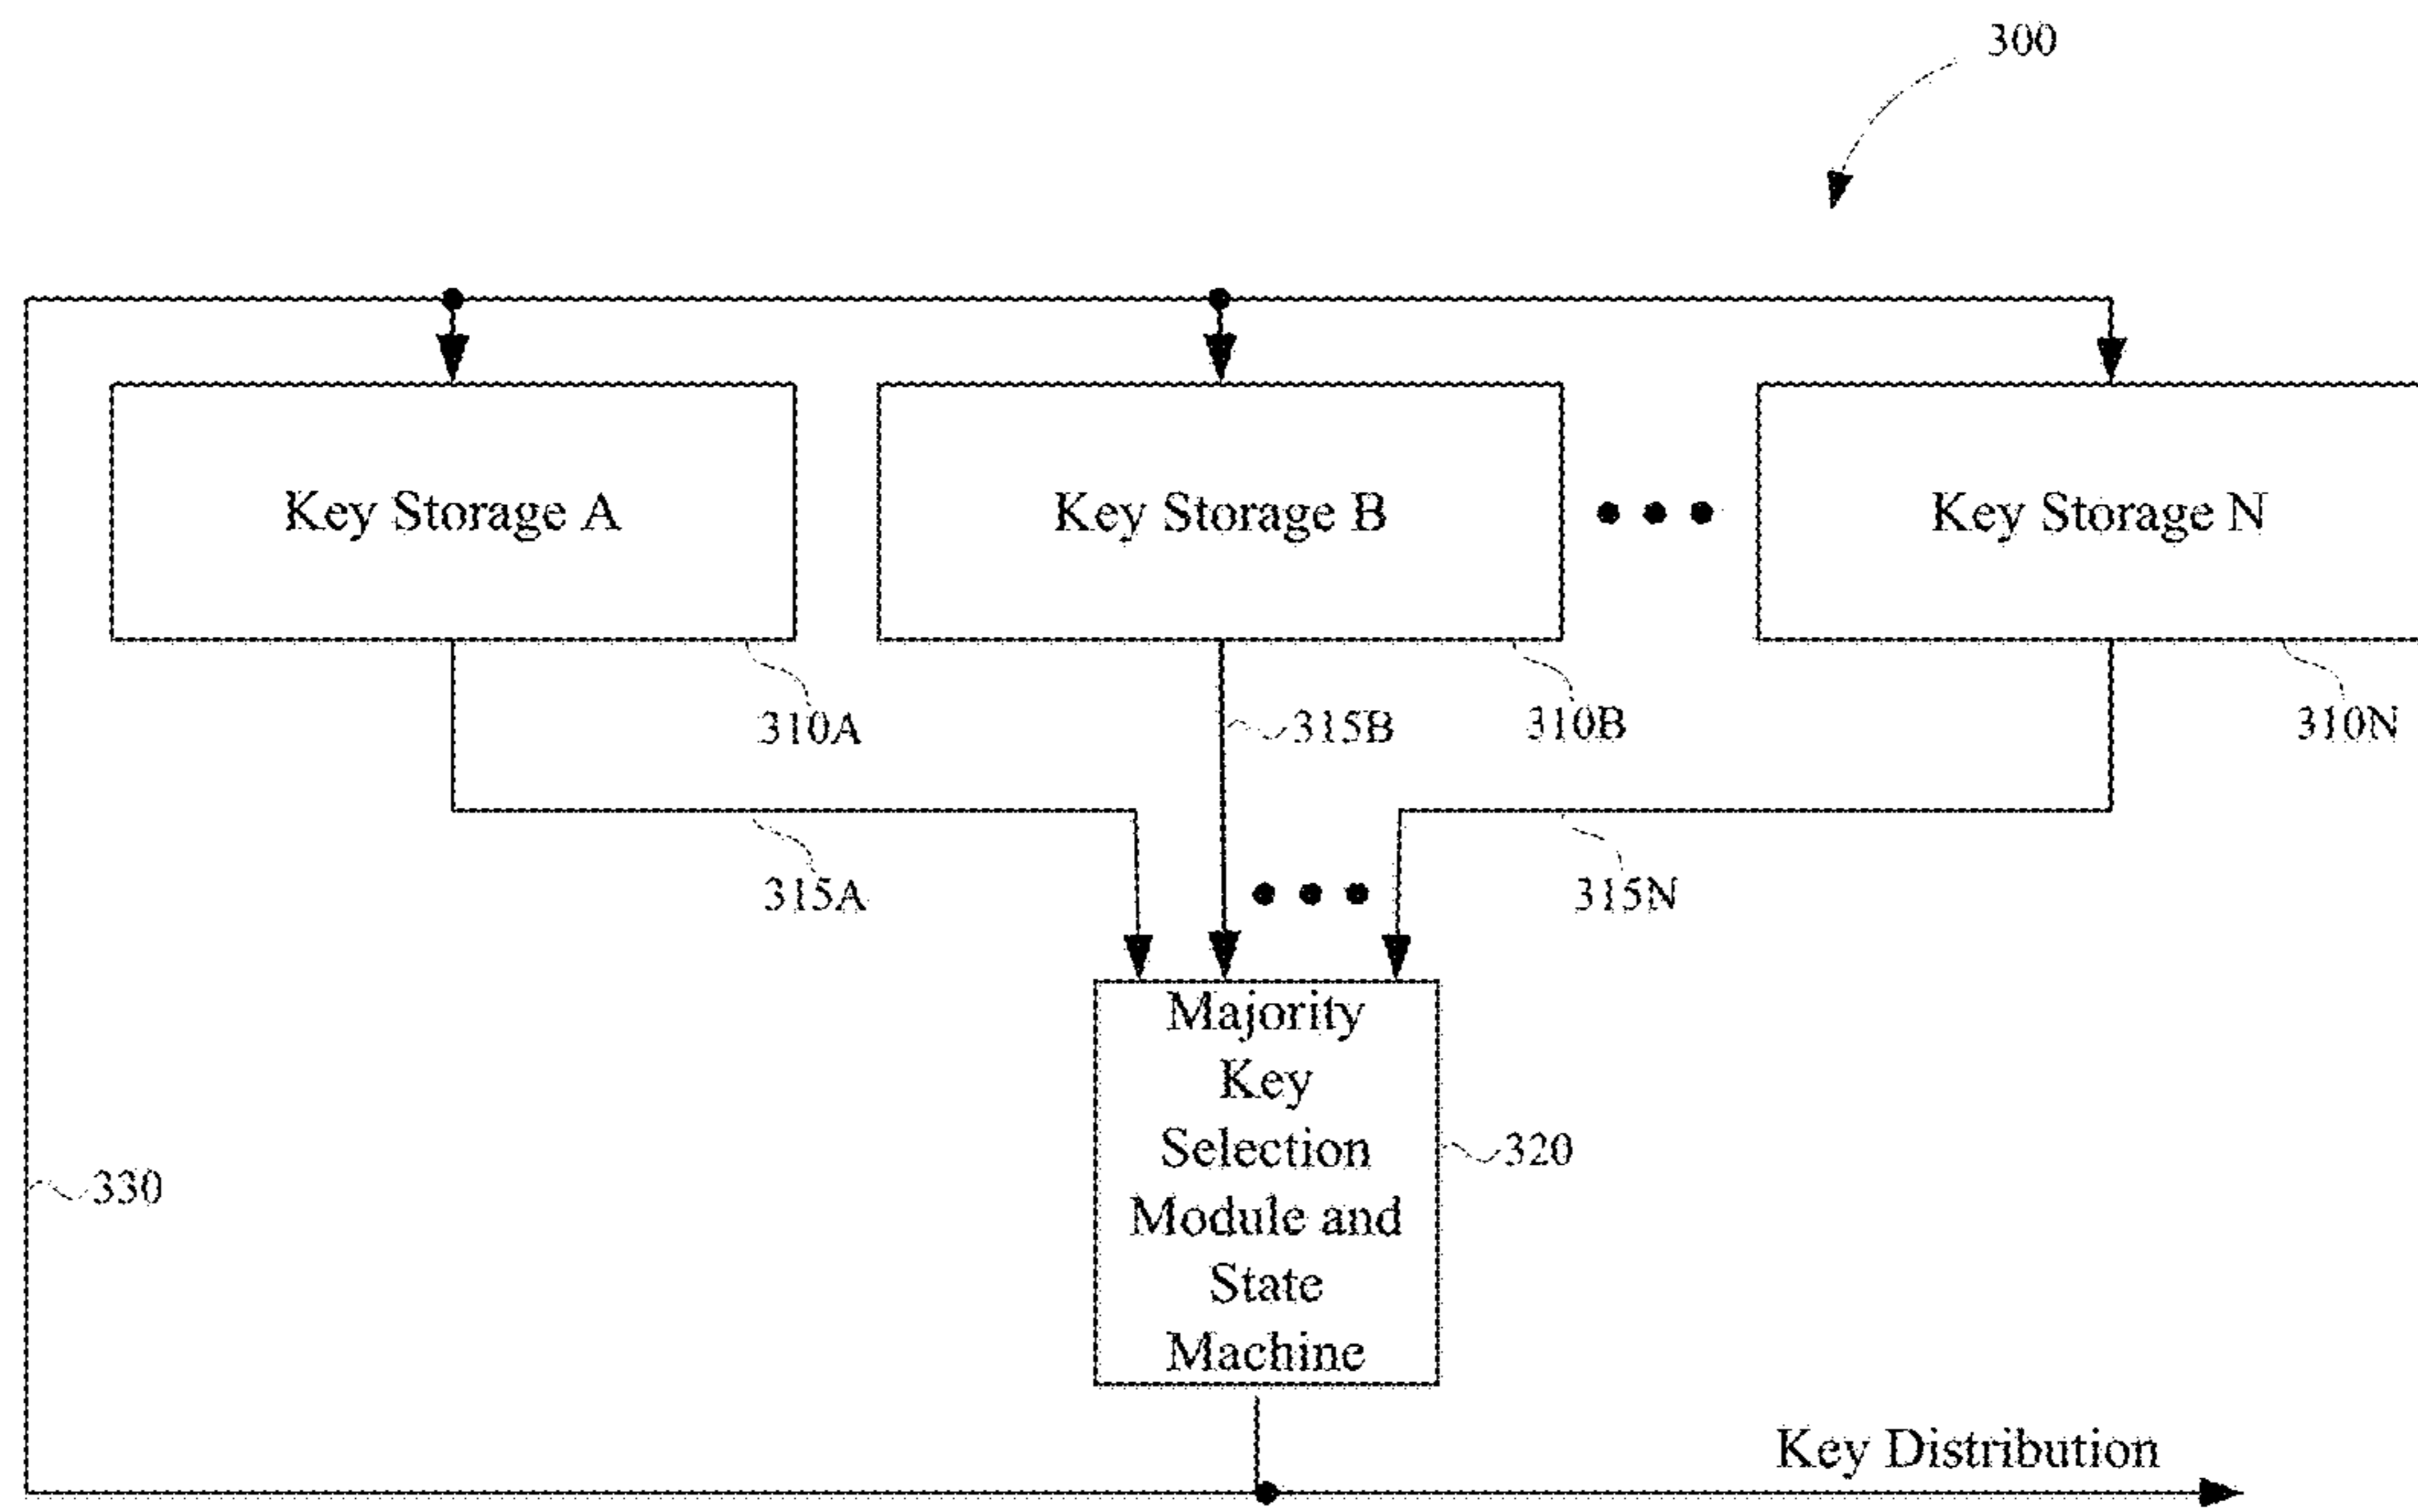 300
Key Storage A
Key Storage B
Key Storage N
310A
315B
310B
310N
315A
315N
Majority
Key
Selection
Module and
State
Machine
320
330
Key Distribution